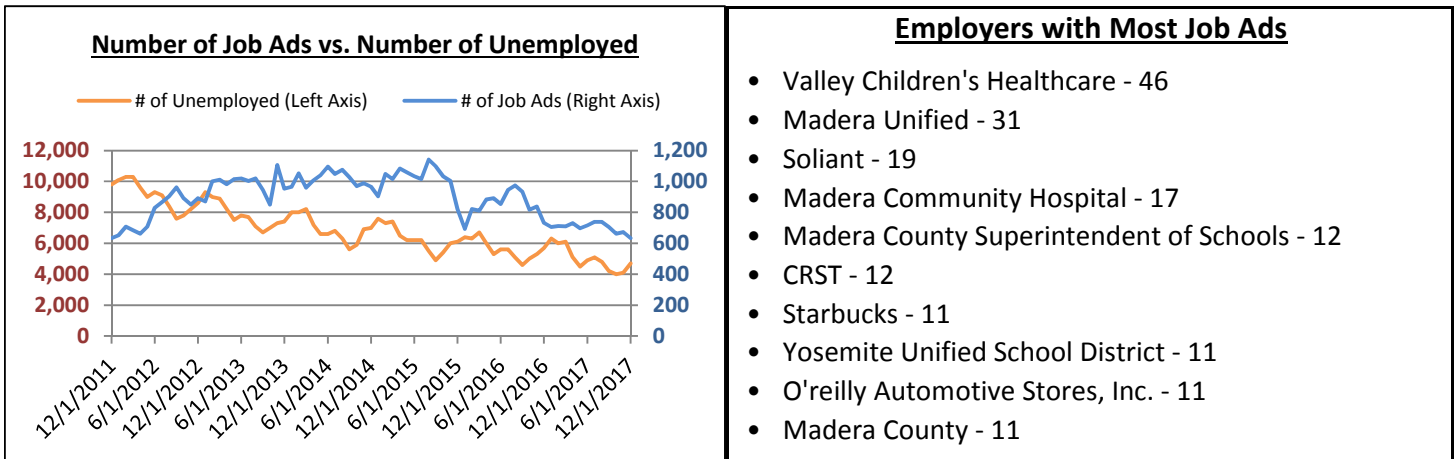 Number of Job Ads vs. Number of Unemployed
# of Unemployed (Left Axis) # of Job Ads (Right Axis)
12,000 1,200
10,000 1,000
8,000 800
6,000 600
4,000 400
2,000 200
0 0
12/1/2011 6/1/2012 12/1/2012 6/1/2013 12/1/2013 6/1/2014 12/1/2014 6/1/2015 12/1/2015 6/1/2016 12/1/2016 6/1/2017 12/1/2017
Employers with Most Job Ads
• Valley Children's Healthcare - 46
• Madera Unified - 31
• Soliant - 19
• Madera Community Hospital - 17
• Madera County Superintendent of Schools - 12
• CRST - 12
• Starbucks - 11
• Yosemite Unified School District - 11
• O'reilly Automotive Stores, Inc. - 11
• Madera County - 11